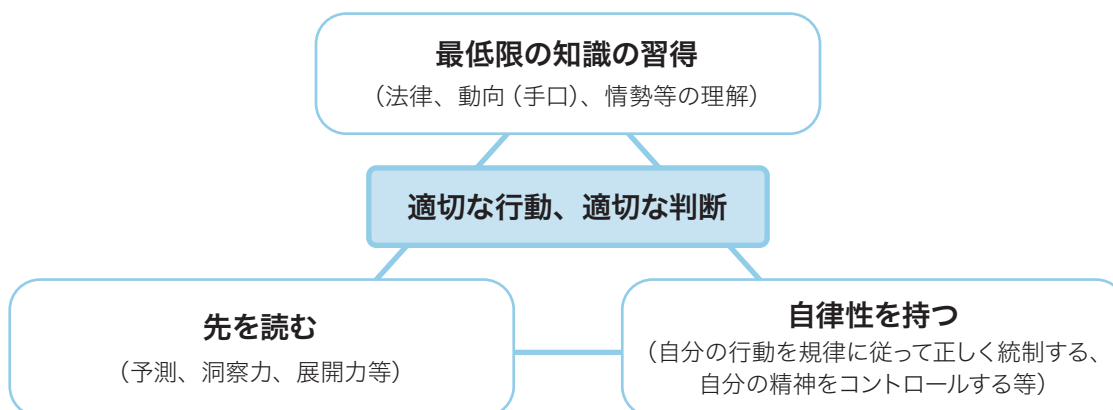 最低限の知識の習得
（法律、動向（手口）、情勢等の理解）
適切な行動、適切な判断
先を読む
（予測、洞察力、展開力等）
自律性を持つ
（自分の行動を規律に従って正しく統制する、
自分の精神をコントロールする等）